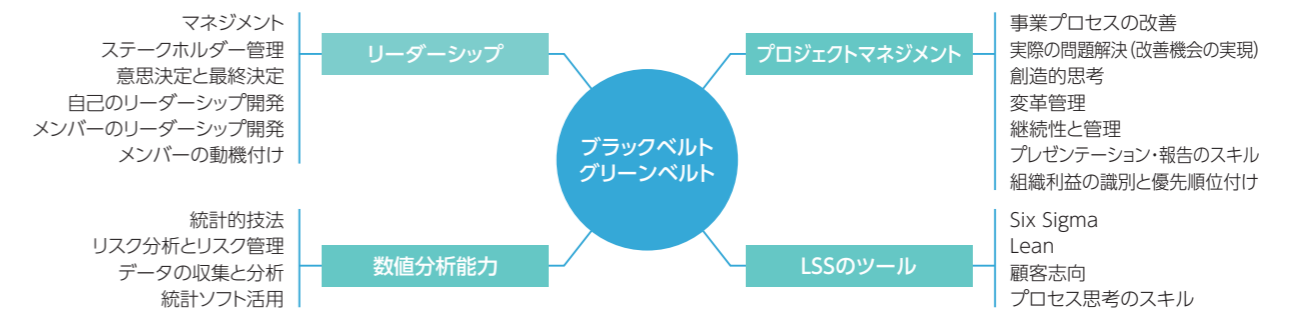 マネジメント
ステークホルダー管理
意思決定と最終決定
自己のリーダーシップ開発
メンバーのリーダーシップ開発
メンバーの動機付け
リーダーシップ
統計的技法
リスク分析とリスク管理
データの収集と分析
統計ソフト活用
数値分析能力
ブラックベルト
グリーンベルト
プロジェクトマネジメント
事業プロセスの改善
実際の問題解決(改善機会の実現)
創造的思考
変革管理
継続性と管理
プレゼンテーション・報告のスキル
組織利益の識別と優先順位付け
LSSのツール
Six Sigma
Lean
顧客志向
プロセス思考のスキル